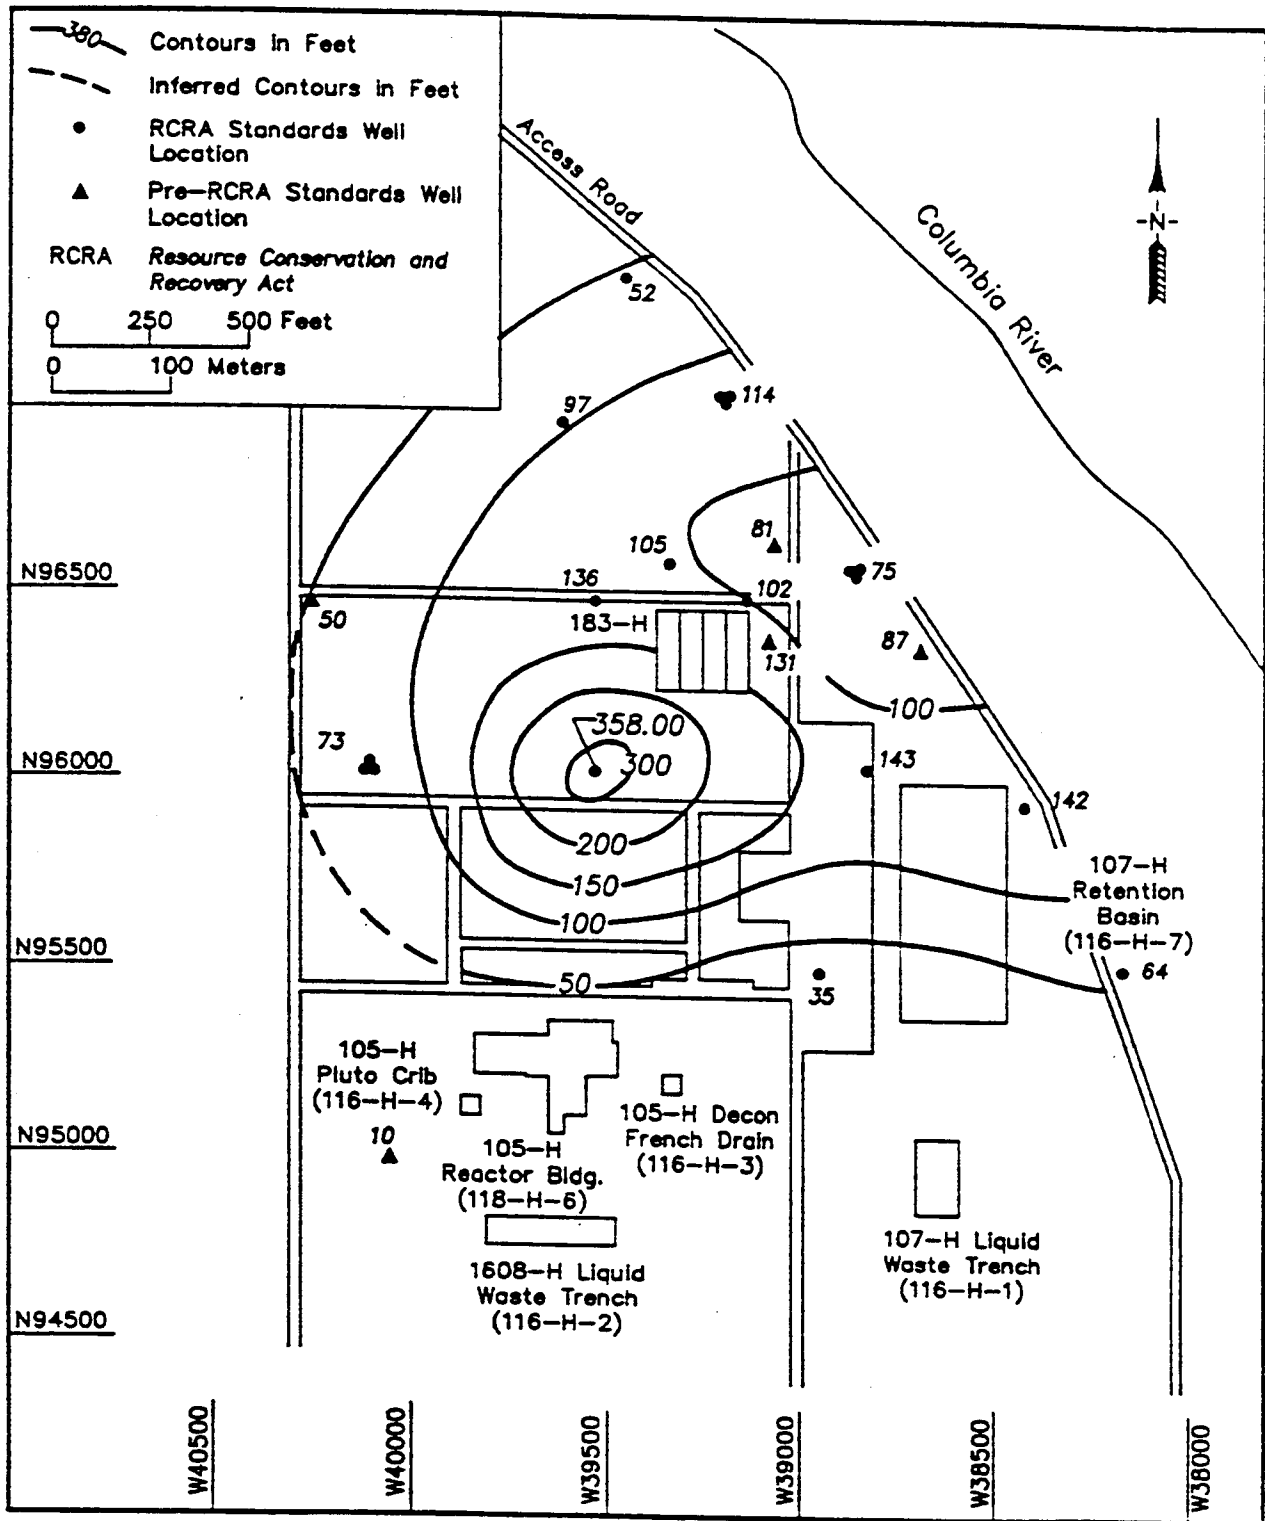 380
Contours in Feet
Inferred Contours in Feet
RCRA Standards Well
Location
Pre-RCRA Standards Well
Location
RCRA Resource Conservation and
Recovery Act
0 250 500 Feet
0 100 Meters
Access Road
Columbia River
-N-
52
97
114
81
105
75
136
102
50
183-H
131
87
100
358.00
300
73
143
142
200
150
100
50
107-H
Retention
Basin
(116-H-7)
35
64
105-H
Pluto Crib
(116-H-4)
10
105-H
Reactor Bldg.
(118-H-6)
105-H Decon
French Drain
(116-H-3)
1608-H Liquid
Waste Trench
(116-H-2)
107-H Liquid
Waste Trench
(116-H-1)
N96500
N96000
N95500
N95000
N94500
W40500
W40000
W39500
W39000
W38500
W38000